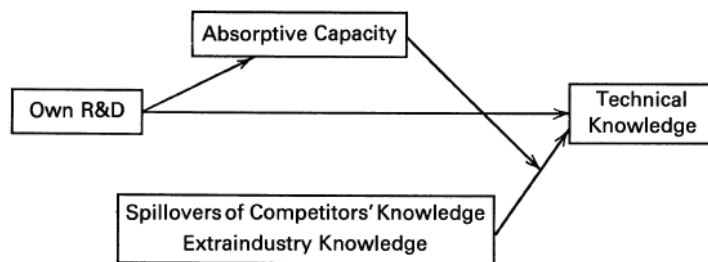 Absorptive Capacity
Own R&D
Technical
Knowledge
Spillovers of Competitors' Knowledge
Extraindustry Knowledge